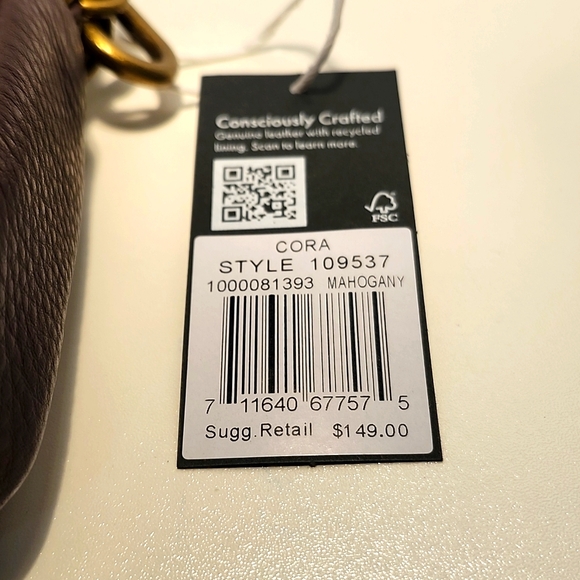 Consciously Crafted
Genuine leather with recycled
lining. Scan to learn more.
FSC
CORA
STYLE 109537
1000081393 MAHOGANY
7 11640 67757 5
Sugg.Retail $149.00